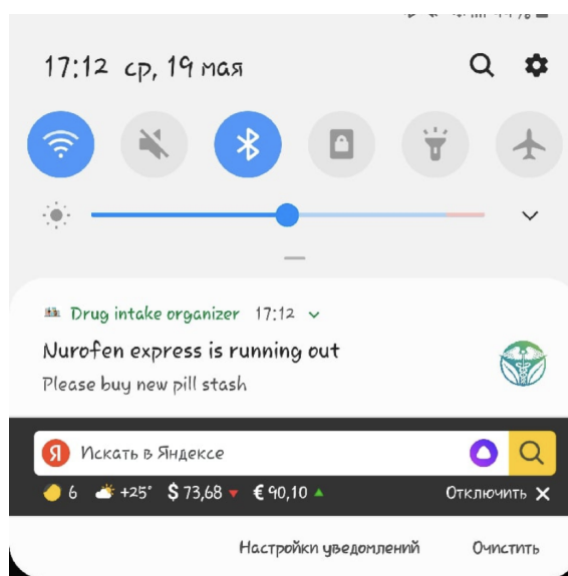 17:12 ср, 19 мая
Drug intake organizer 17:12
Nurofen express is running out
Please buy new pill stash
Я Искать в Яндексе
6 +25° $ 73,68 € 90,10 Отключить
Настройки уведомлений Очистить